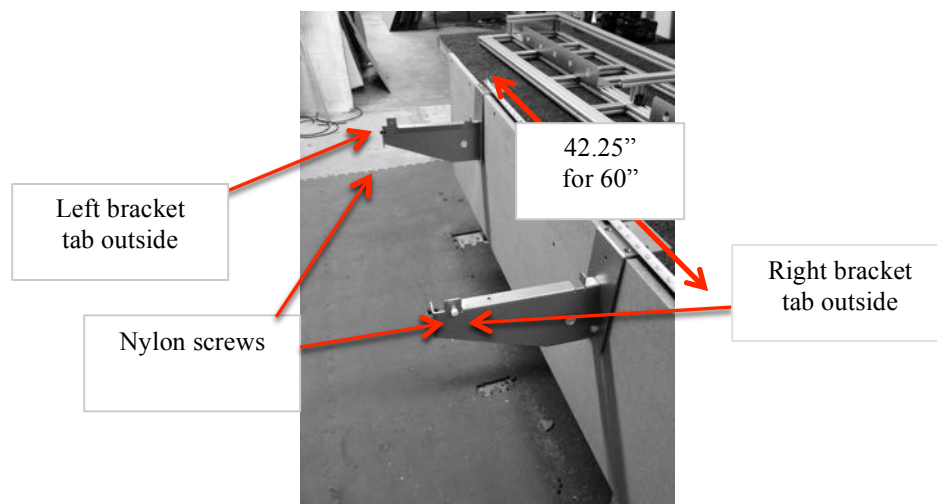 42.25”
for 60”
Left bracket
tab outside
Right bracket
tab outside
Nylon screws